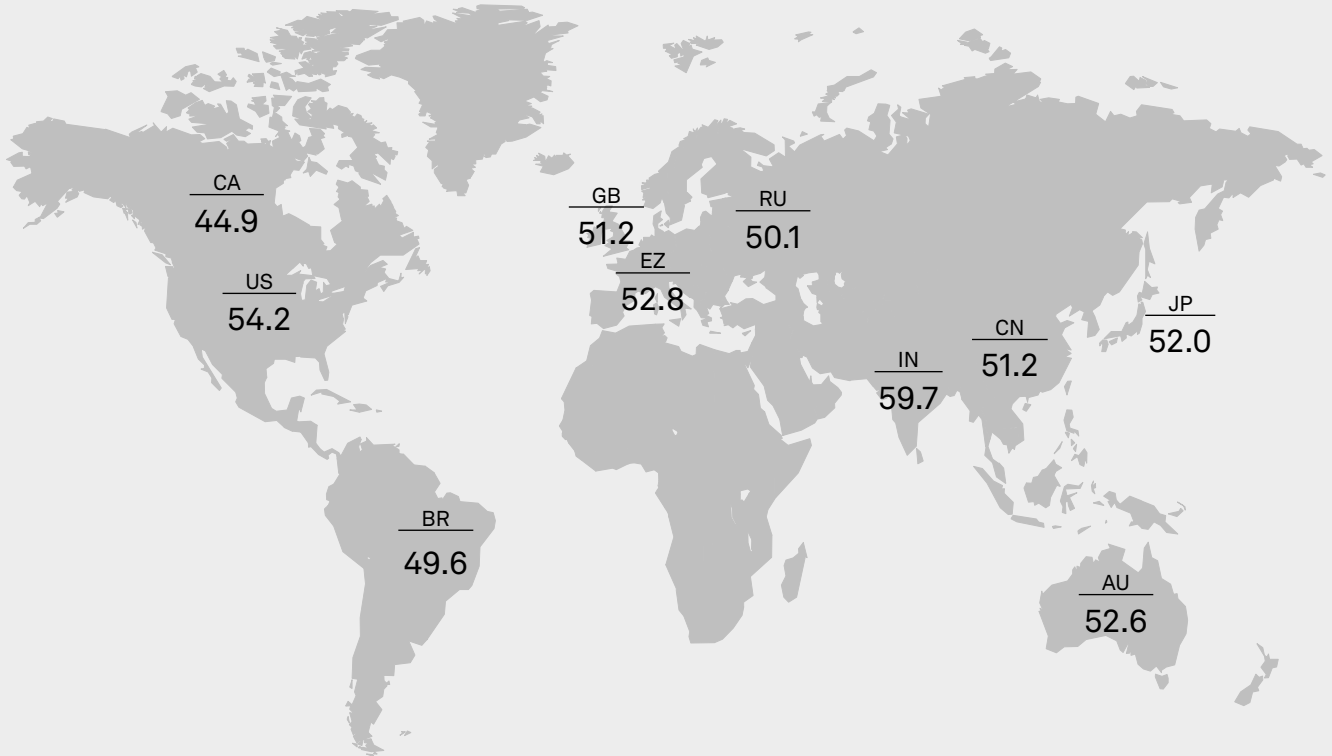 CA
44.9
US
54.2
BR
49.6
GB
51.2
EZ
52.8
RU
50.1
IN
59.7
CN
51.2
JP
52.0
AU
52.6